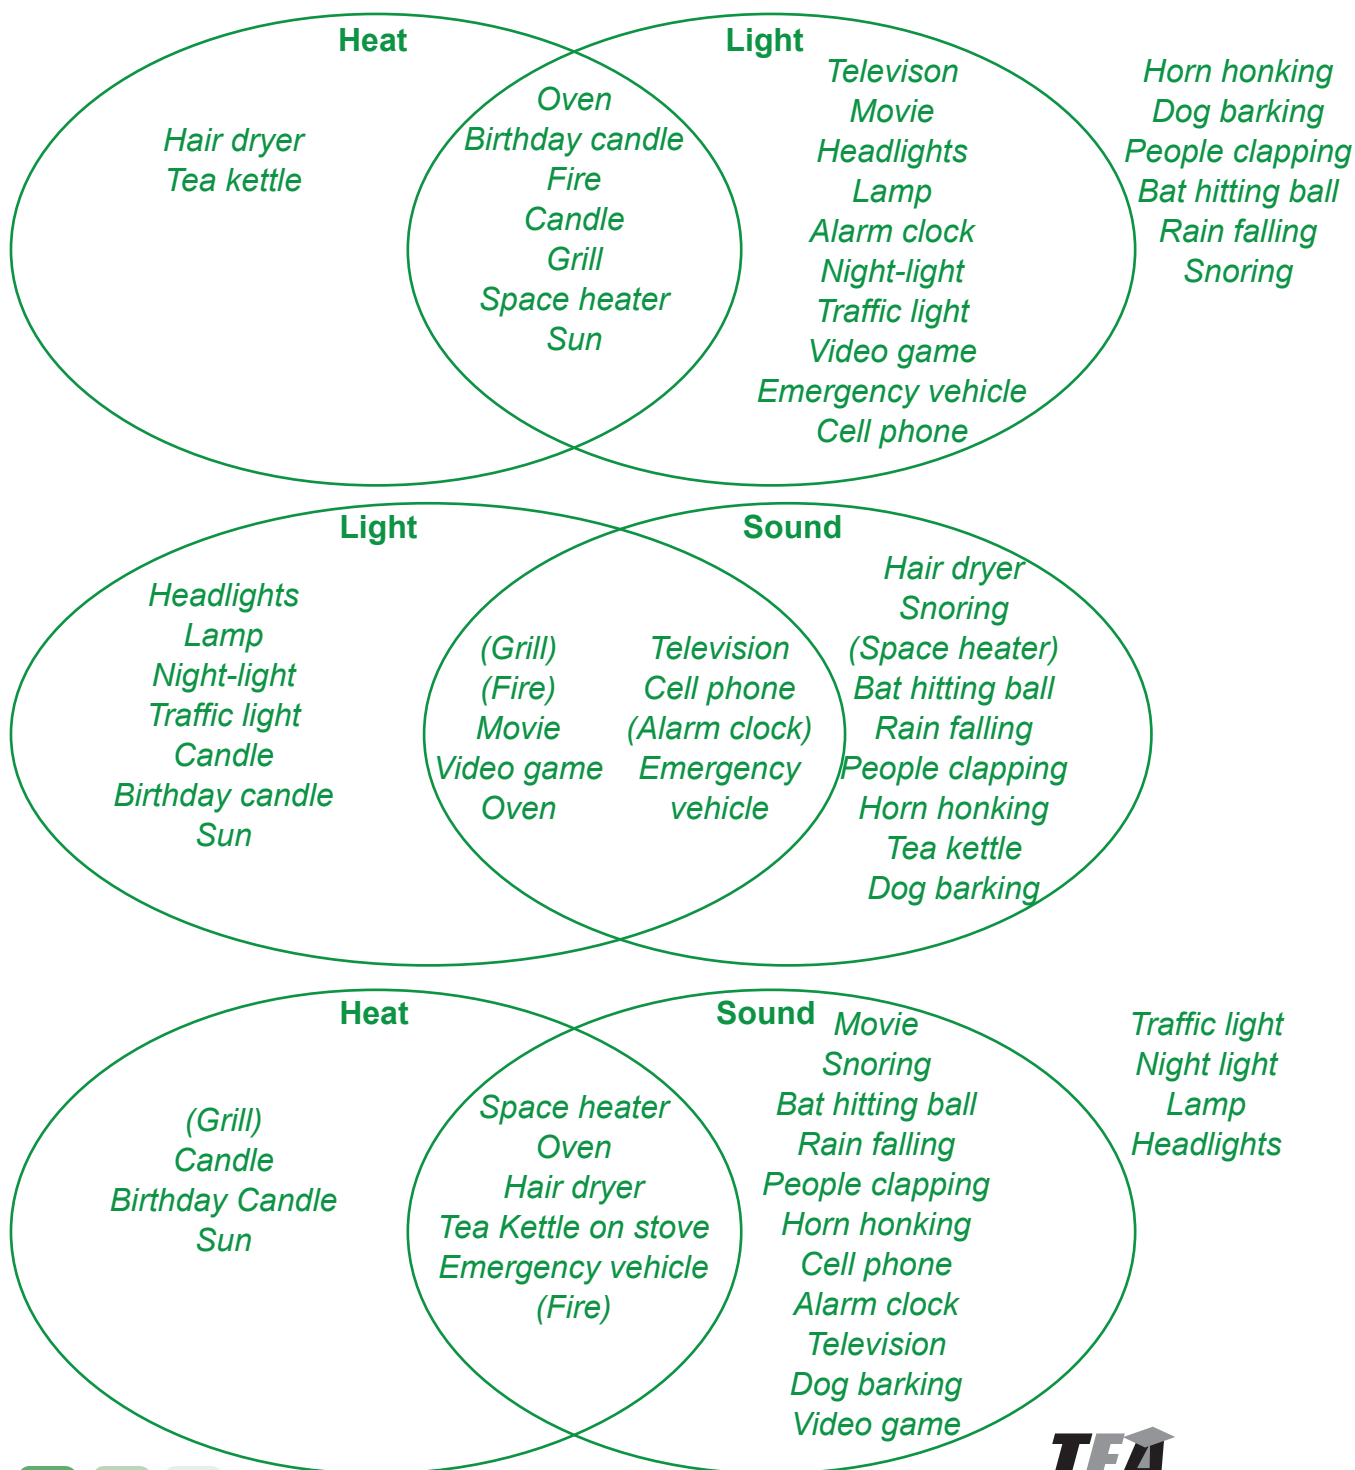 Heat
Light
Hair dryer
Tea kettle
Oven
Birthday candle
Fire
Candle
Grill
Space heater
Sun
Televison
Movie
Headlights
Lamp
Alarm clock
Night-light
Traffic light
Video game
Emergency vehicle
Cell phone
Horn honking
Dog barking
People clapping
Bat hitting ball
Rain falling
Snoring
Light
Sound
Headlights
Lamp
Night-light
Traffic light
Candle
Birthday candle
Sun
(Grill)
(Fire)
Movie
Video game
Oven
Television
Cell phone
(Alarm clock)
Emergency
vehicle
Hair dryer
Snoring
(Space heater)
Bat hitting ball
Rain falling
People clapping
Horn honking
Tea kettle
Dog barking
Heat
Sound
(Grill)
Candle
Birthday Candle
Sun
Space heater
Oven
Hair dryer
Tea Kettle on stove
Emergency vehicle
(Fire)
Movie
Snoring
Bat hitting ball
Rain falling
People clapping
Horn honking
Cell phone
Alarm clock
Television
Dog barking
Video game
Traffic light
Night light
Lamp
Headlights
TEA